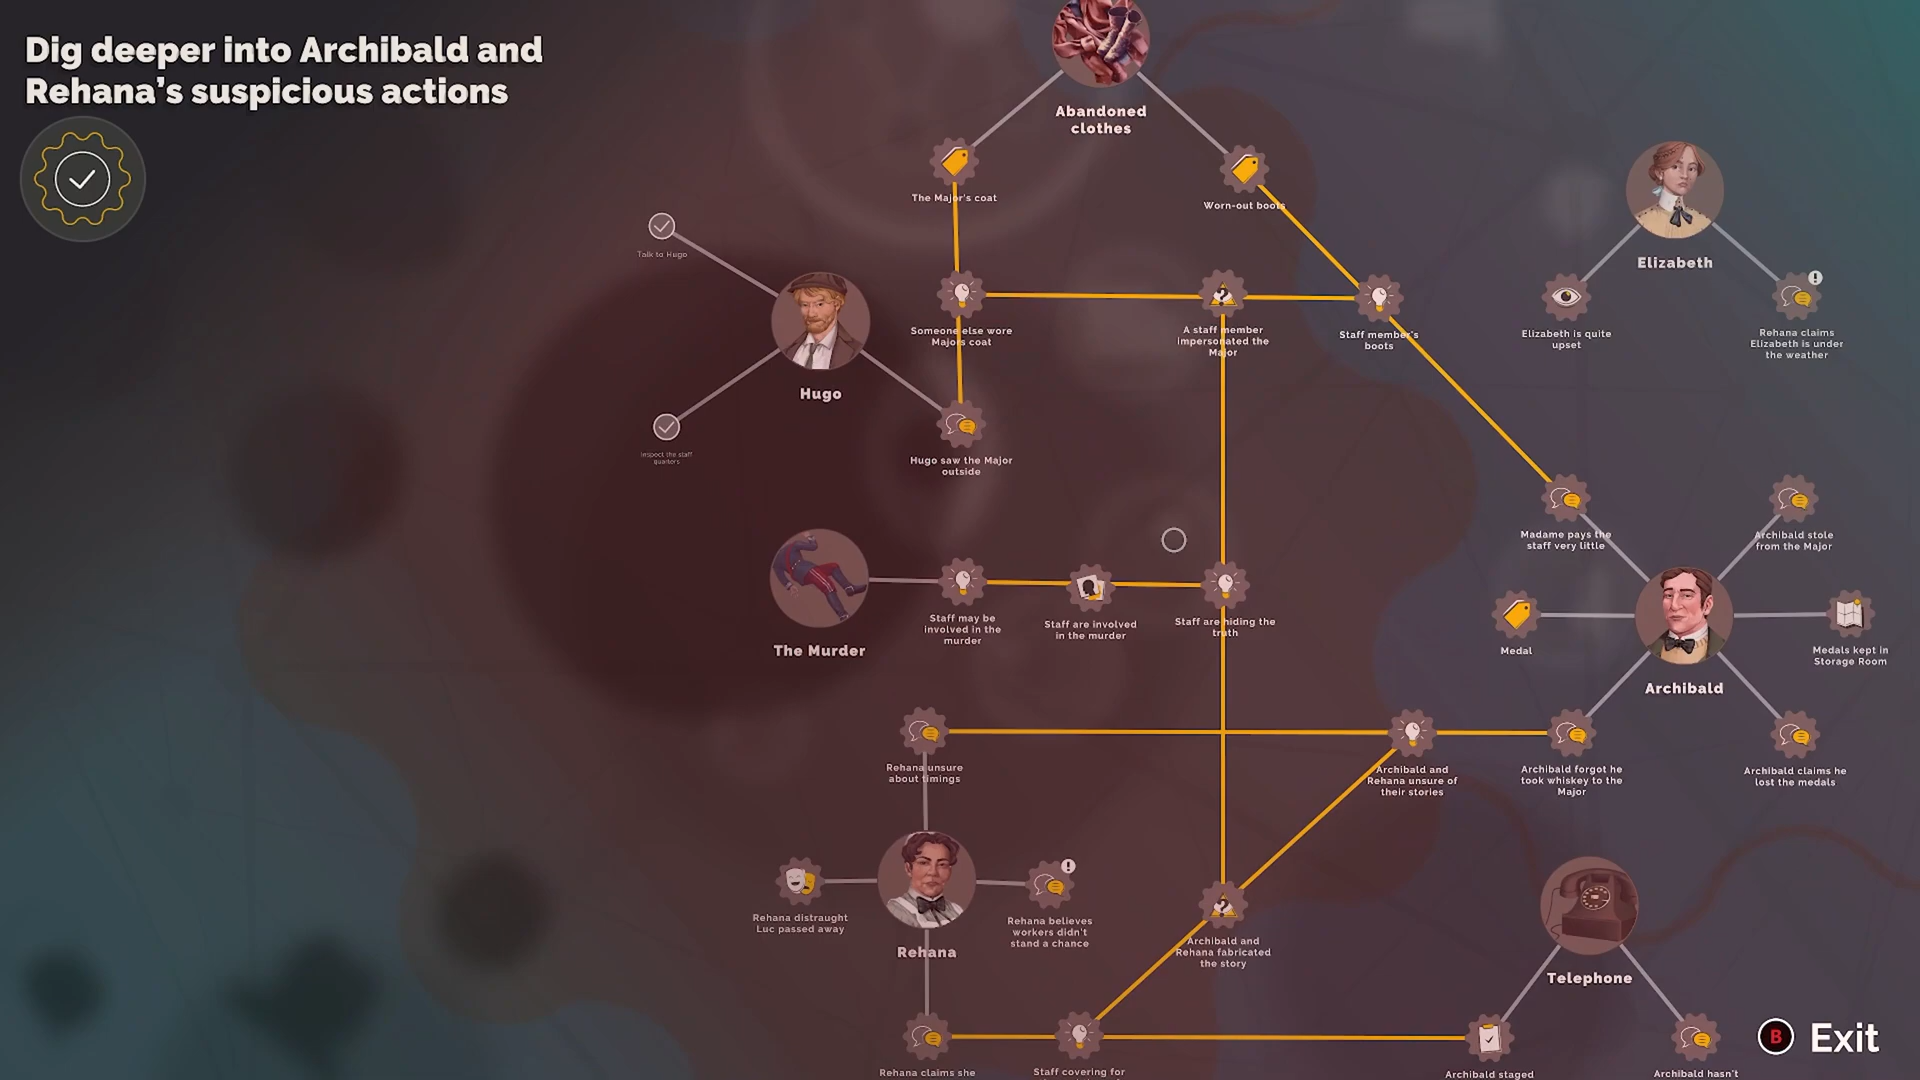 Dig deeper into Archibald and
Rehana's suspicious actions
Abandoned
clothes
The Major's coat
Worn-out boots
Talk to Hugo
Hugo
Inspect the staff
quarters
Someone else wore
Majors coat
A staff member
impersonated the
Major
Staff member's
boots
Elizabeth
Elizabeth is quite
upset
Rehana claims
Elizabeth is under
the weather
Hugo saw the Major
outside
Madame pays the
staff very little
Archibald stole
from the Major
The Murder
Staff may be
involved in the
murder
Staff are involved
in the murder
Staff are hiding the
truth
Medal
Archibald
Medals kept in
Storage Room
Rehana unsure
about timings
Archibald and
Rehana unsure of
their stories
Archibald forgot he
took whiskey to the
Major
Archibald claims he
lost the medals
Rehana distraught
Luc passed away
Rehana
Rehana believes
workers didn't
stand a chance
Archibald and
Rehana fabricated
the story
Telephone
Rehana claims she
Staff covering for
Archibald staged
Archibald hasn't
B Exit